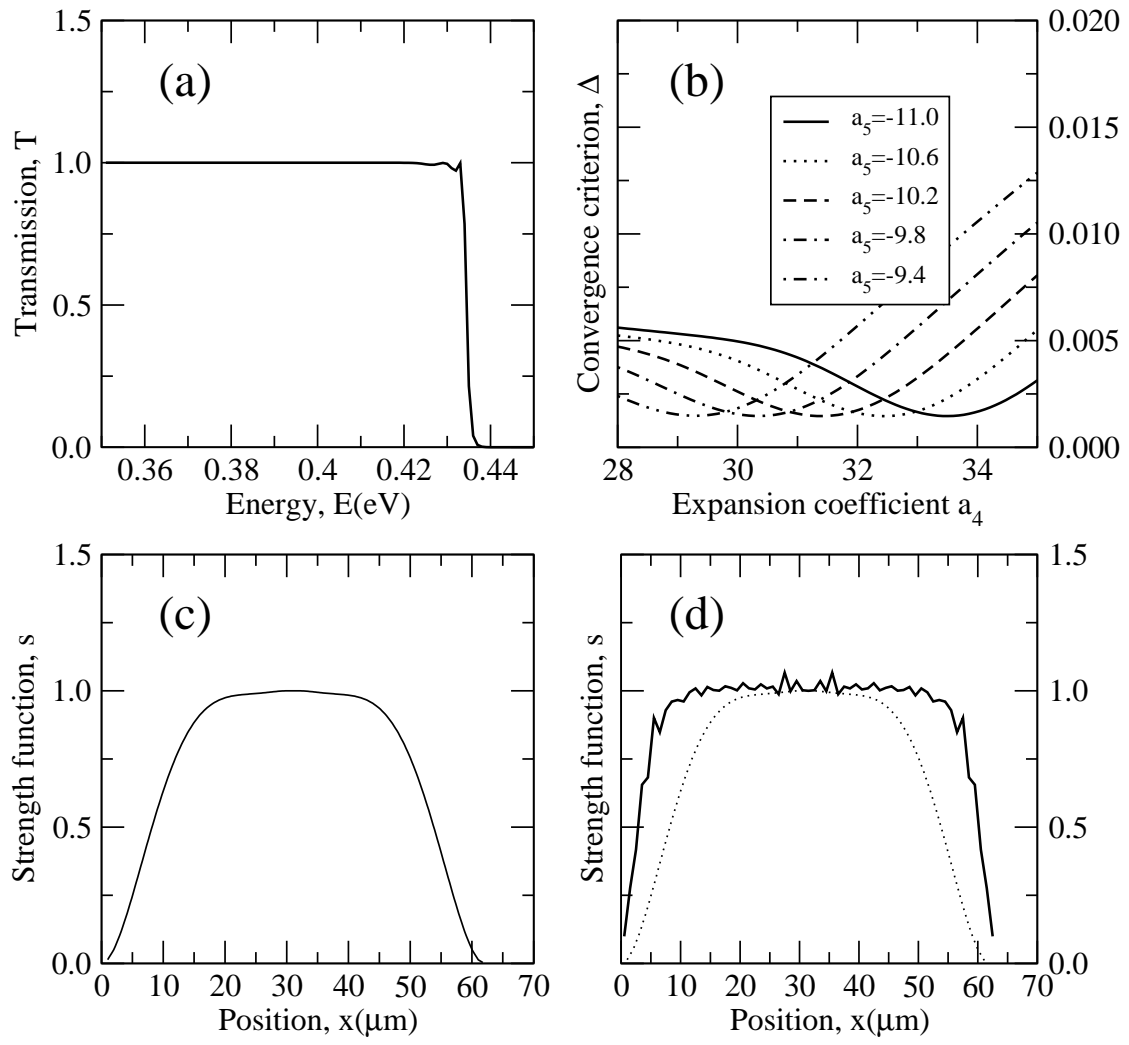 1.5
1.0
0.5
0.0
Transmission, T
(a)
0.36
0.38
0.4
0.42
0.44
Energy, E(eV)
(b)
Convergence criterion, Δ
a₅=-11.0
a₅=-10.6
a₅=-10.2
a₅=-9.8
a₅=-9.4
0.020
0.015
0.010
0.005
0.000
28
30
32
34
Expansion coefficient a₄
1.5
1.0
0.5
0.0
Strength function, s
(c)
0
10
20
30
40
50
60
70
Position, x(μm)
(d)
Strength function, s
1.5
1.0
0.5
0.0
0
10
20
30
40
50
60
70
Position, x(μm)